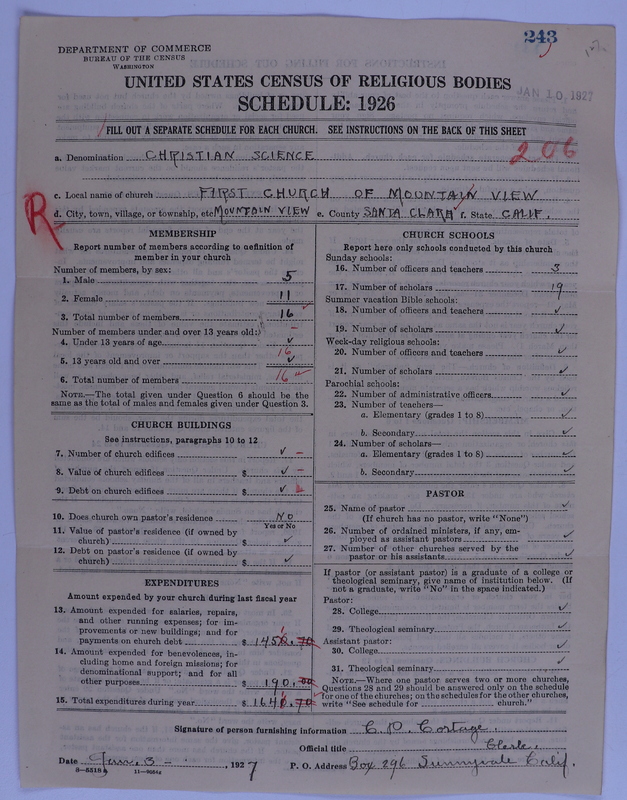 243
DEPARTMENT OF COMMERCE
BUREAU OF THE CENSUS
WASHINGTON
UNITED STATES CENSUS OF RELIGIOUS BODIES
JAN 10 1927
SCHEDULE: 1926
FILL OUT A SEPARATE SCHEDULE FOR EACH CHURCH. SEE INSTRUCTIONS ON THE BACK OF THIS SHEET
206
a. Denomination CHRISTIAN SCIENCE
c. Local name of church FIRST CHURCH OF MOUNTAIN VIEW
R
d. City, town, village, or township, etc MOUNTAIN VIEW e. County SANTA CLARA f. State CALIF.
MEMBERSHIP
Report number of members according to definition of
member in your church
Number of members, by sex:
1. Male 5
2. Female 11
3. Total number of members 16
Number of members under and over 13 years old:
4. Under 13 years of age ✓
5. 13 years old and over 16 ✓
6. Total number of members 16
NOTE.—The total given under Question 6 should be
the same as the total of males and females given under Question 3.
CHURCH BUILDINGS
See instructions, paragraphs 10 to 12
7. Number of church edifices ✓ –
8. Value of church edifices $ ✓ –
9. Debt on church edifices $ ✓
10. Does church own pastor's residence No
Yes or No
11. Value of pastor's residence (if owned by
church) $ ✓
12. Debt on pastor's residence (if owned by
church) $ ✓
EXPENDITURES
Amount expended by your church during last fiscal year
13. Amount expended for salaries, repairs,
and other running expenses; for im-
provements or new buildings; and for
payments on church debt $ 1450.70
14. Amount expended for benevolences, in-
cluding home and foreign missions; for
denominational support; and for all
other purposes $ 190.00
15. Total expenditures during year $ 1640.70
CHURCH SCHOOLS
Report here only schools conducted by this church
Sunday schools:
16. Number of officers and teachers 3
17. Number of scholars 19
Summer vacation Bible schools:
18. Number of officers and teachers ✓
19. Number of scholars ✓
Week-day religious schools:
20. Number of officers and teachers ✓
21. Number of scholars ✓
Parochial schools:
22. Number of administrative officers ✓
23. Number of teachers—
a. Elementary (grades 1 to 8) ✓
b. Secondary ✓
24. Number of scholars—
a. Elementary (grades 1 to 8) ✓
b. Secondary ✓
PASTOR
25. Name of pastor ✓
(If church has no pastor, write "None")
26. Number of ordained ministers, if any, em-
ployed as assistant pastors ✓
27. Number of other churches served by the
pastor or his assistants ✓
If pastor (or assistant pastor) is a graduate of a college or
theological seminary, give name of institution below. (If
not a graduate, write "No" in the space indicated.)
Pastor:
28. College ✓
29. Theological seminary ✓
Assistant pastor:
30. College ✓
31. Theological seminary ✓
NOTE.—Where one pastor serves two or more churches,
Questions 28 and 29 should be answered only on the schedule
for one of the churches; on the schedules for the other churches,
write "See schedule for church."
Signature of person furnishing information C. D. Cortage
Official title Clerk.
Date Jan. 3 – , 1927 P. O. Address Box 296 Sunnyvale Calif.
8—5518